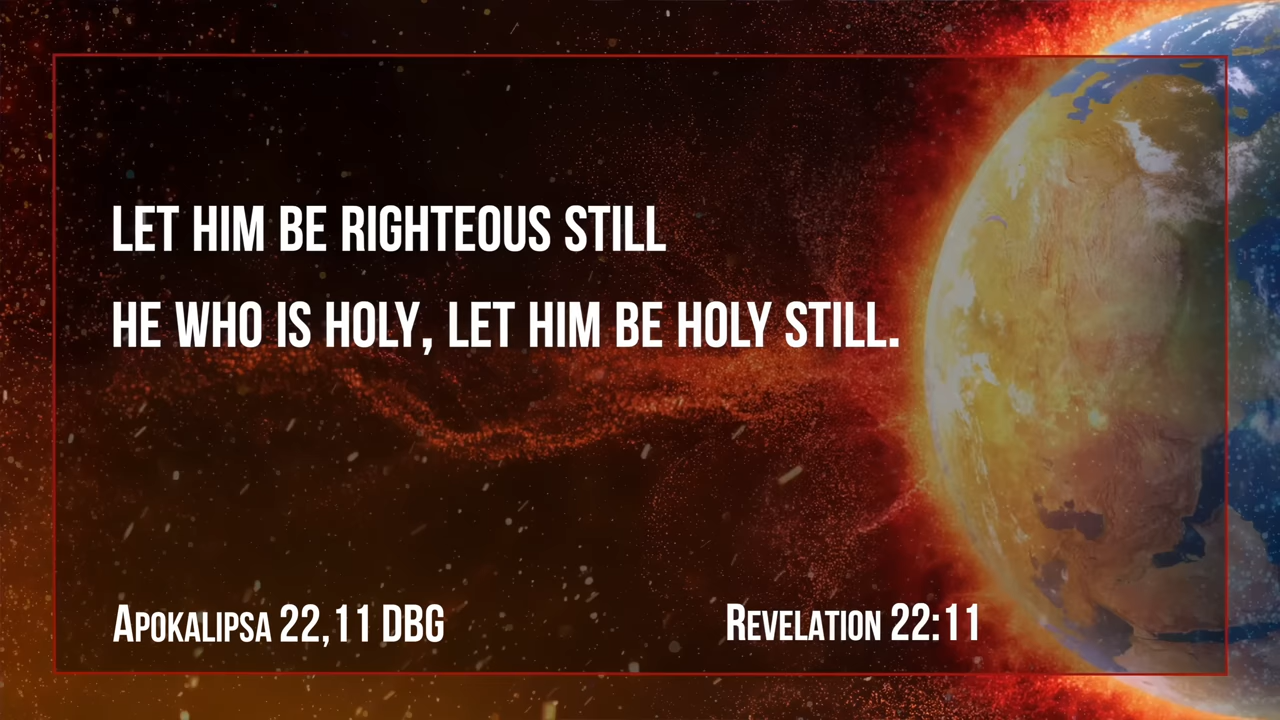 LET HIM BE RIGHTEOUS STILL
HE WHO IS HOLY, LET HIM BE HOLY STILL.
APOKALIPSA 22,11 DBG
REVELATION 22:11